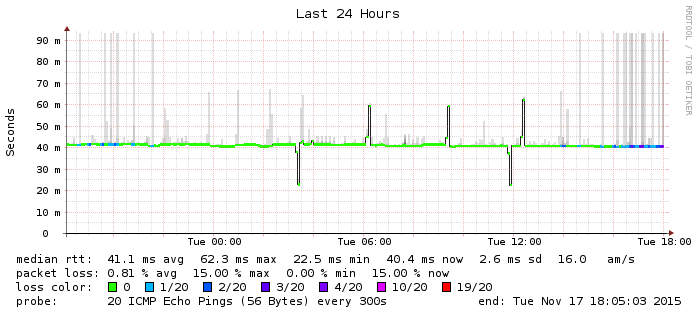 Last 24 Hours
RRDTOOL / TOBI OETIKER
Seconds
90 m
80 m
70 m
60 m
50 m
40 m
30 m
20 m
10 m
0
Tue 00:00 Tue 06:00 Tue 12:00 Tue 18:00
median rtt: 41.1 ms avg 62.3 ms max 22.5 ms min 40.4 ms now 2.6 ms sd 16.0 am/s
packet loss: 0.81 % avg 15.00 % max 0.00 % min 15.00 % now
loss color: 0 1/20 2/20 3/20 4/20 10/20 19/20
probe: 20 ICMP Echo Pings (56 Bytes) every 300s end: Tue Nov 17 18:05:03 2015